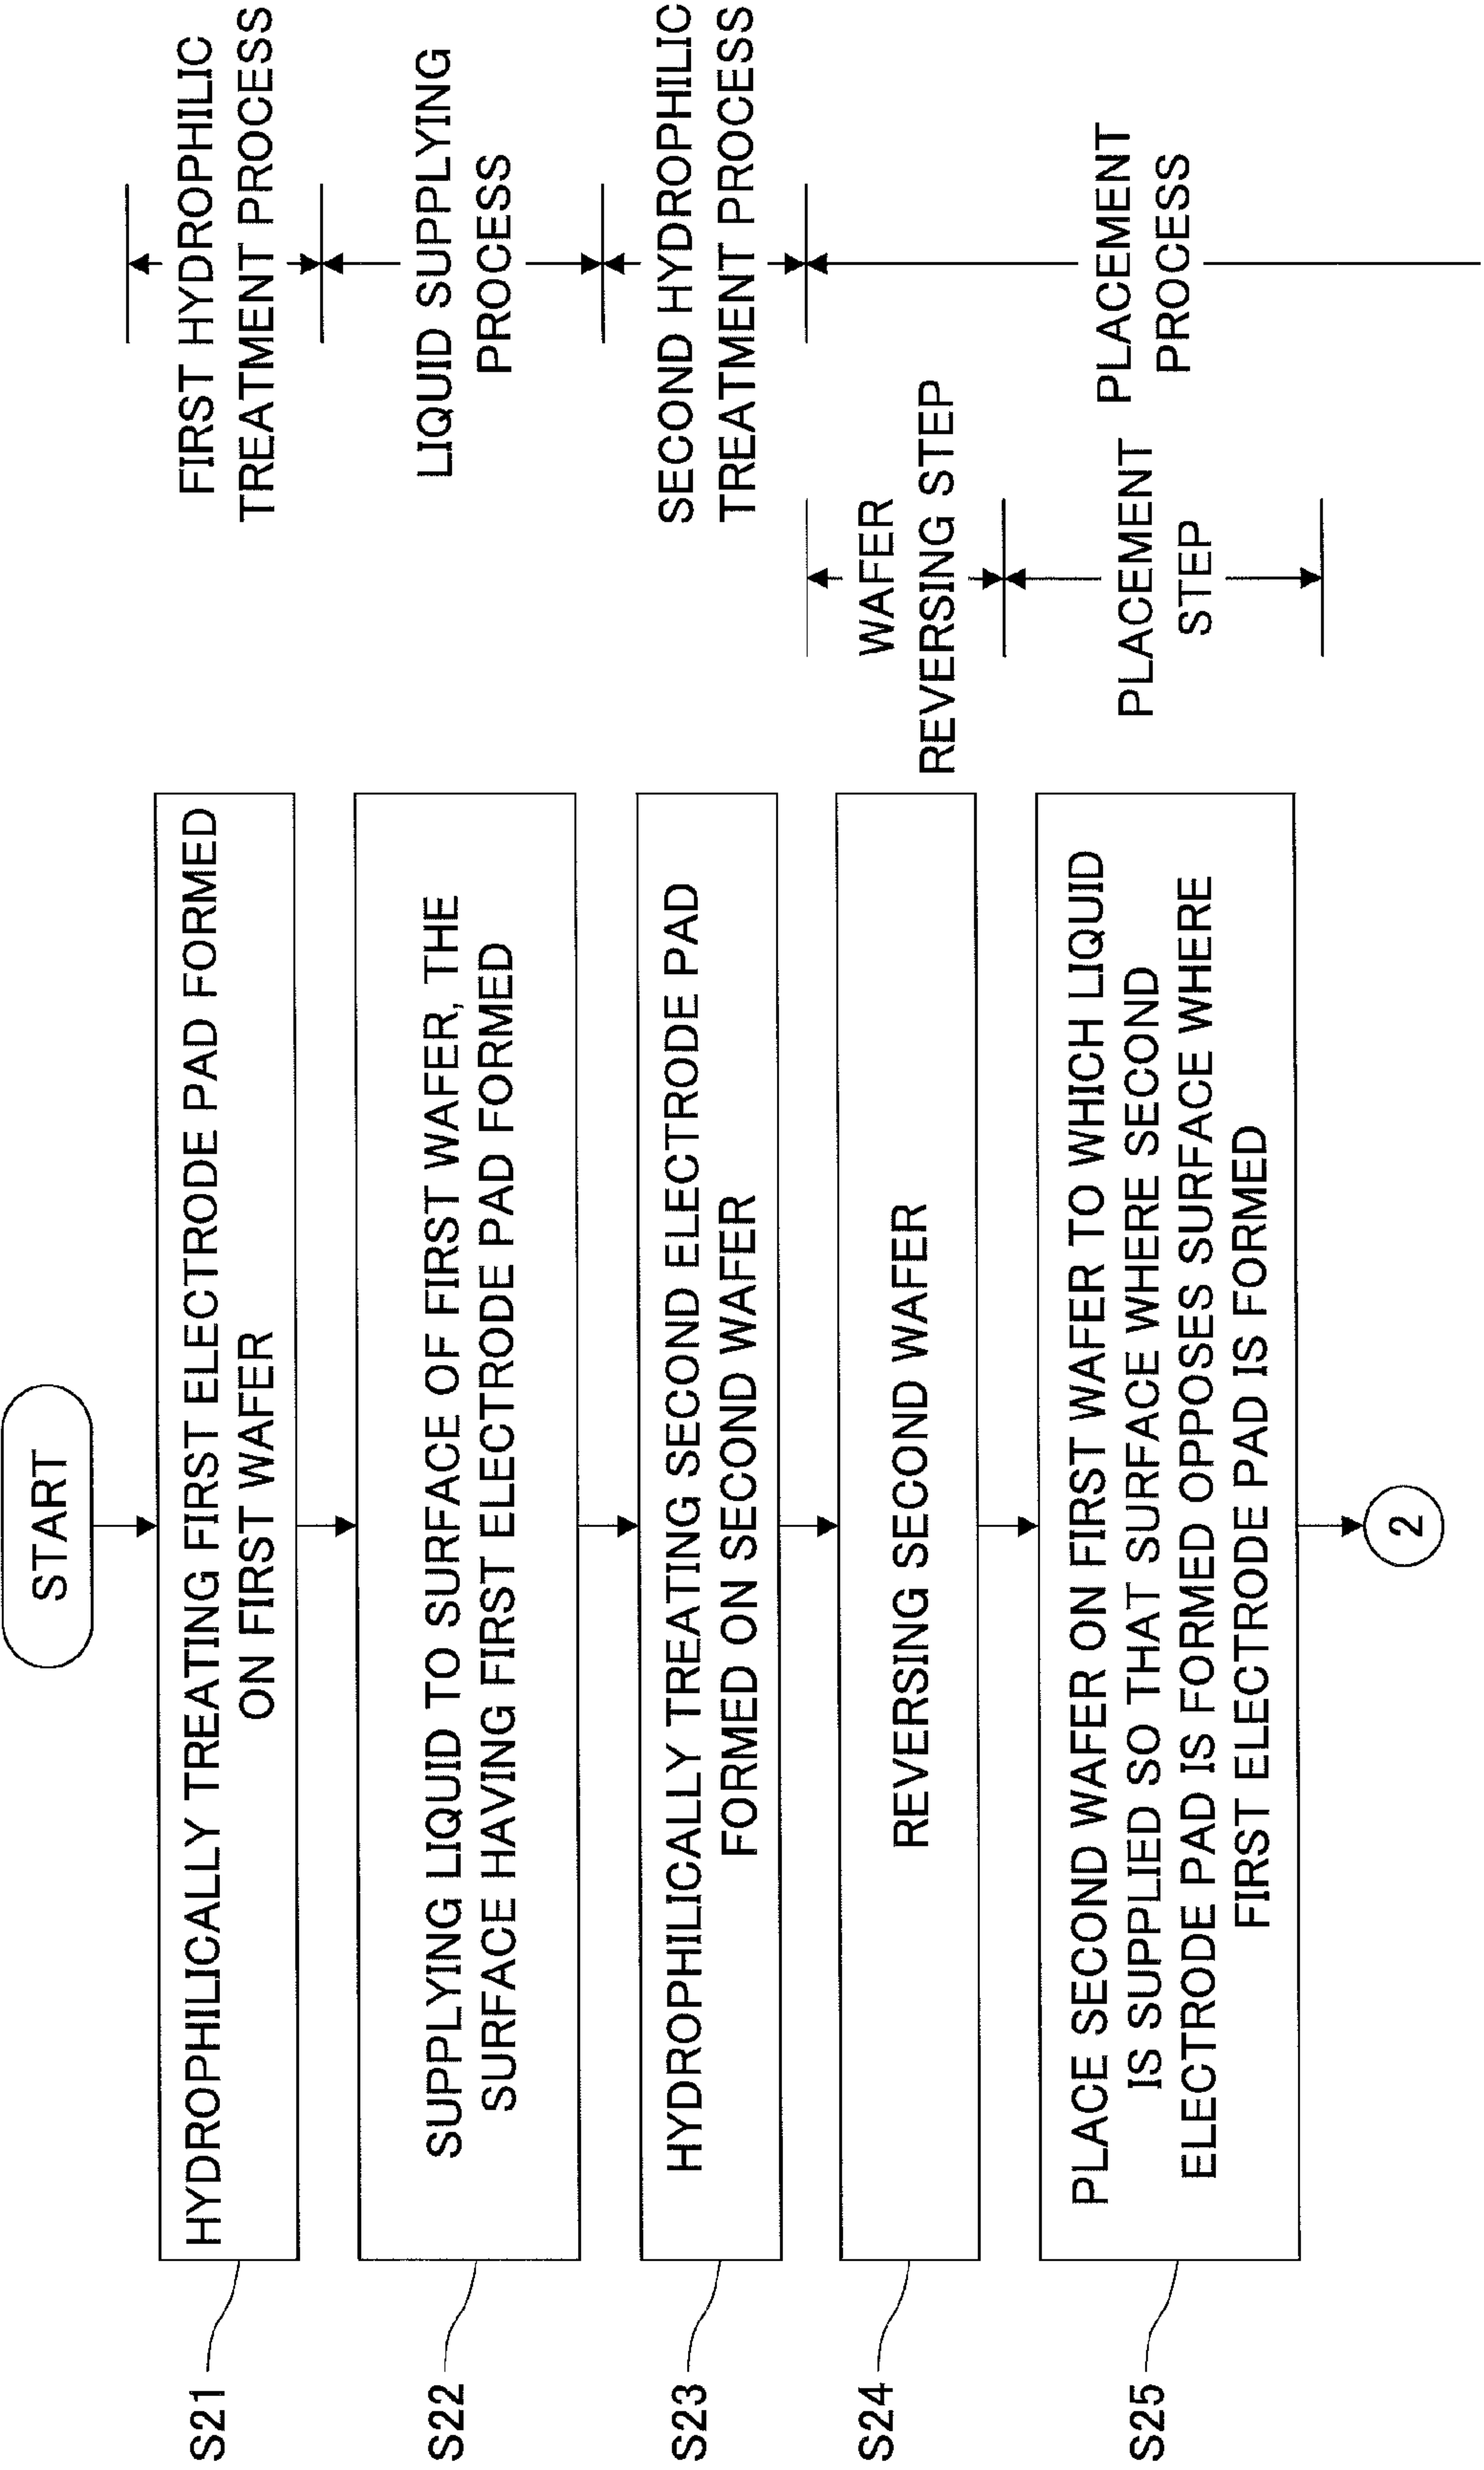 START
S21
HYDROPHILICALLY TREATING FIRST ELECTRODE PAD FORMED
ON FIRST WAFER
FIRST HYDROPHILIC
TREATMENT PROCESS
S22
SUPPLYING LIQUID TO SURFACE OF FIRST WAFER, THE
SURFACE HAVING FIRST ELECTRODE PAD FORMED
LIQUID SUPPLYING
PROCESS
S23
HYDROPHILICALLY TREATING SECOND ELECTRODE PAD
FORMED ON SECOND WAFER
SECOND HYDROPHILIC
TREATMENT PROCESS
S24
REVERSING SECOND WAFER
WAFER
REVERSING STEP
S25
PLACE SECOND WAFER ON FIRST WAFER TO WHICH LIQUID
IS SUPPLIED SO THAT SURFACE WHERE SECOND
ELECTRODE PAD IS FORMED OPPOSES SURFACE WHERE
FIRST ELECTRODE PAD IS FORMED
PLACEMENT
STEP
PLACEMENT
PROCESS
2